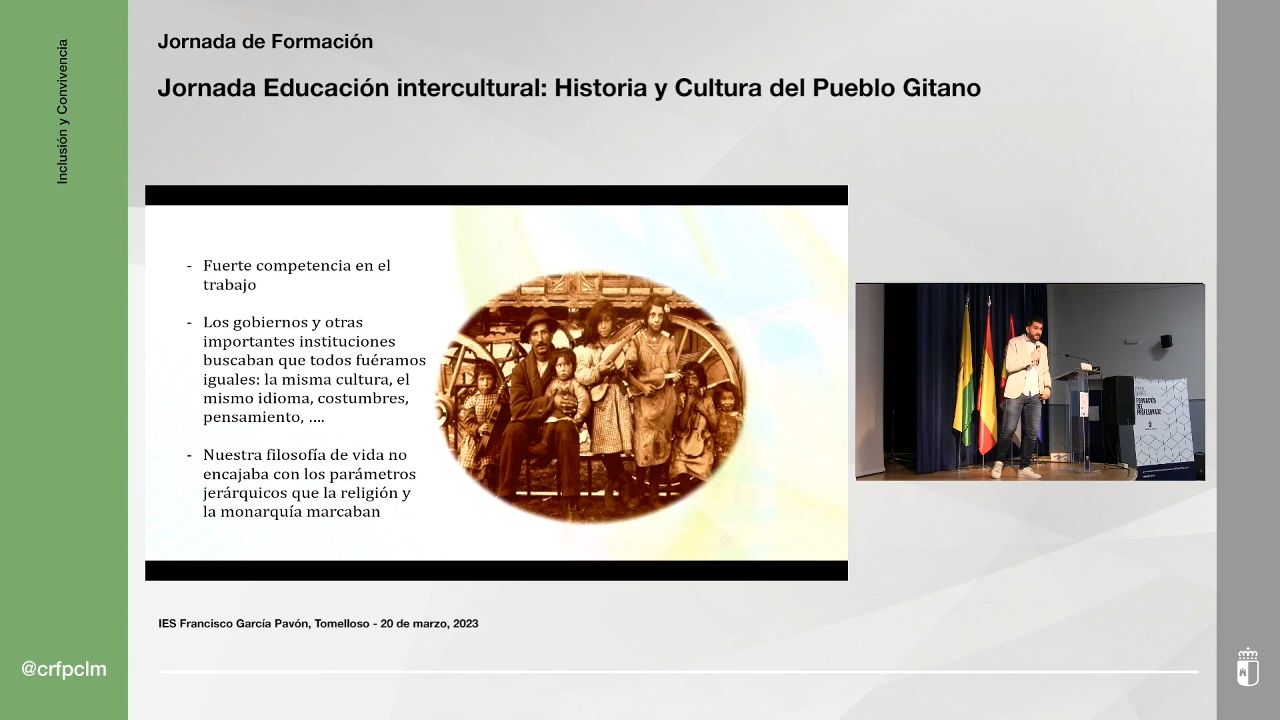 Inclusión y Convivencia
Jornada de Formación
Jornada Educación intercultural: Historia y Cultura del Pueblo Gitano
- Fuerte competencia en el
trabajo
- Los gobiernos y otras
importantes instituciones
buscaban que todos fuéramos
iguales: la misma cultura, el
mismo idioma, costumbres,
pensamiento, ....
- Nuestra filosofía de vida no
encajaba con los parámetros
jerárquicos que la religión y
la monarquía marcaban
IES Francisco García Pavón, Tomelloso - 20 de marzo, 2023
@crfpclm